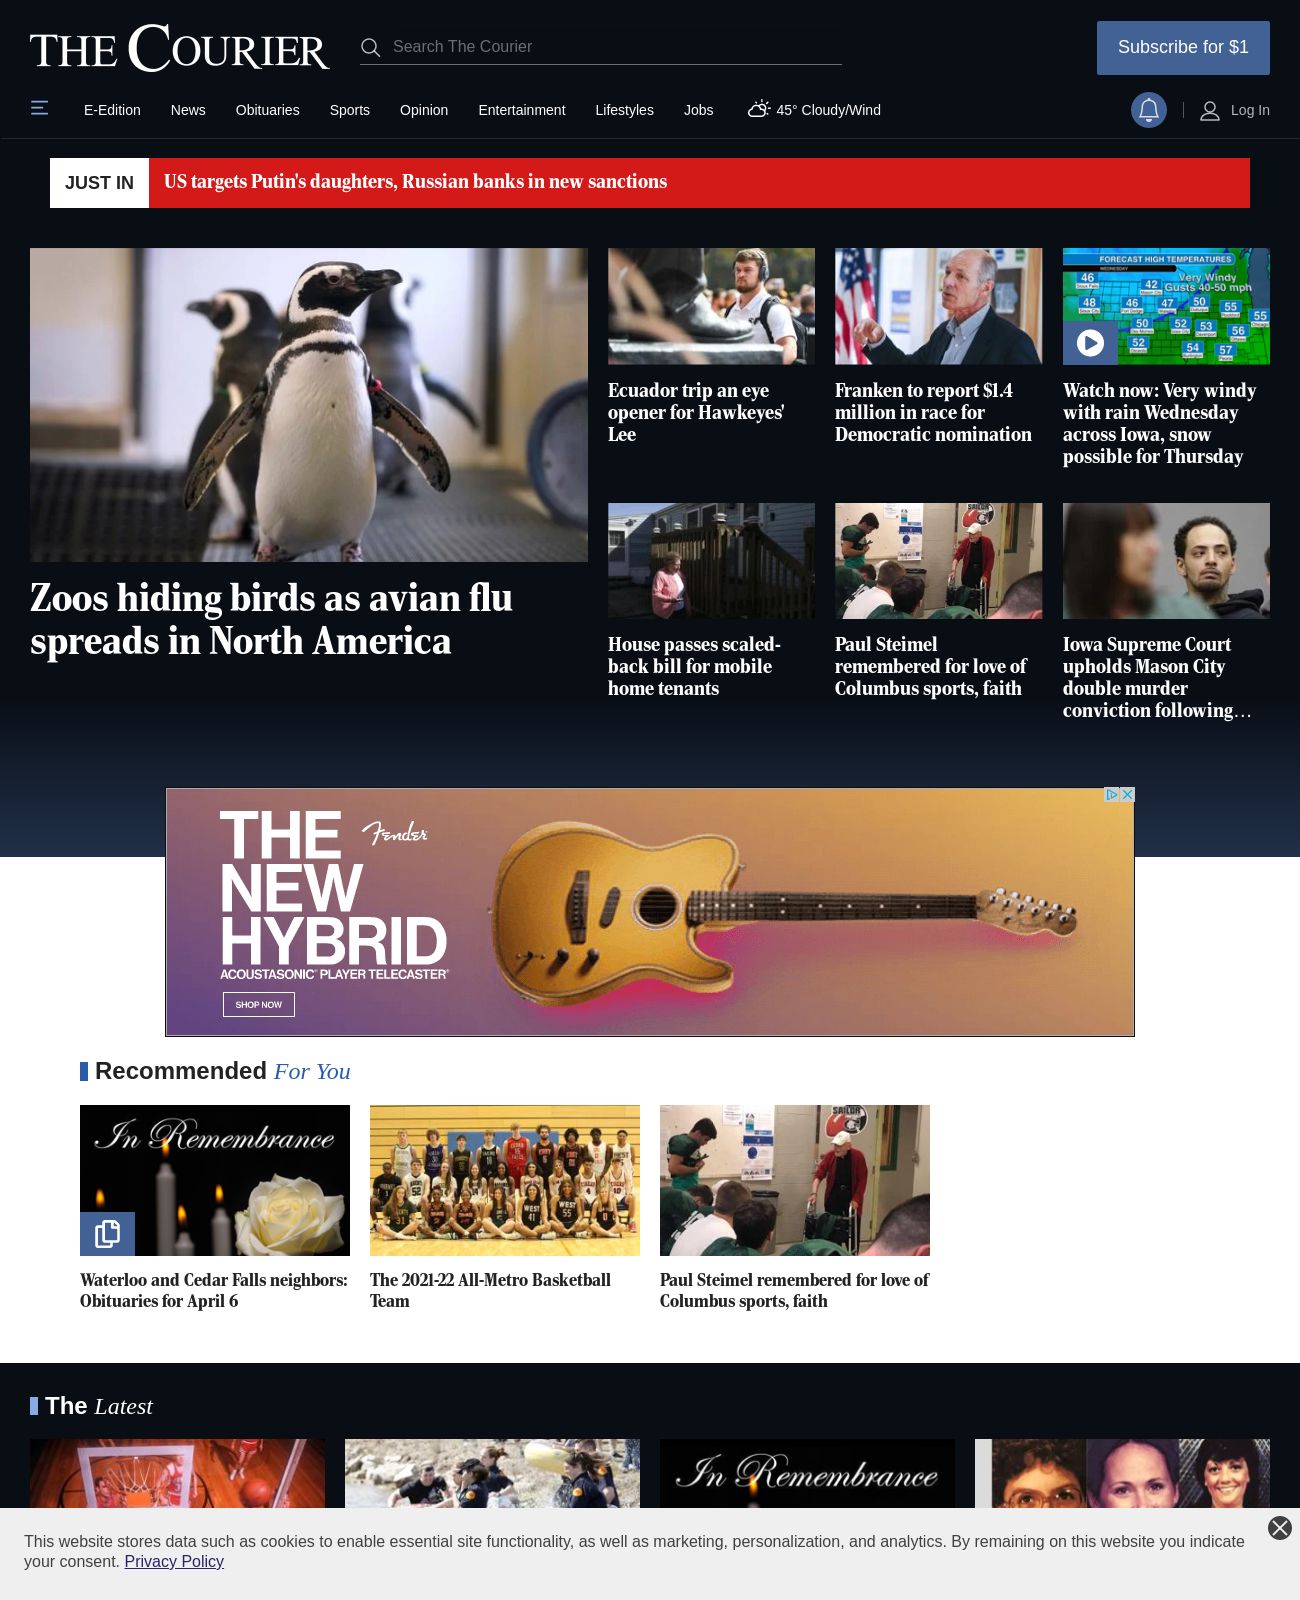 THE COURIER
Search The Courier
Subscribe for $1
E-Edition News Obituaries Sports Opinion Entertainment Lifestyles Jobs 45° Cloudy/Wind
Log In
JUST IN US targets Putin's daughters, Russian banks in new sanctions
Zoos hiding birds as avian flu
spreads in North America
Ecuador trip an eye
opener for Hawkeyes'
Lee
Franken to report $1.4
million in race for
Democratic nomination
FORECAST HIGH TEMPERATURES
WEDNESDAY
Very Windy
Gusts 40-50 mph
46
42
48
46
47
50
55
55
50
52
53
56
52
54
57
Watch now: Very windy
with rain Wednesday
across Iowa, snow
possible for Thursday
House passes scaled-
back bill for mobile
home tenants
SAILOR
Paul Steimel
remembered for love of
Columbus sports, faith
Iowa Supreme Court
upholds Mason City
double murder
conviction following…
THE
NEW
HYBRID
Fender
ACOUSTASONIC® PLAYER TELECASTER®
SHOP NOW
Recommended For You
In Remembrance
Waterloo and Cedar Falls neighbors:
Obituaries for April 6
WEST
41
WEST
55
31
The 2021-22 All-Metro Basketball
Team
SAILOR
Paul Steimel remembered for love of
Columbus sports, faith
The Latest
In Remembrance
This website stores data such as cookies to enable essential site functionality, as well as marketing, personalization, and analytics. By remaining on this website you indicate
your consent. Privacy Policy